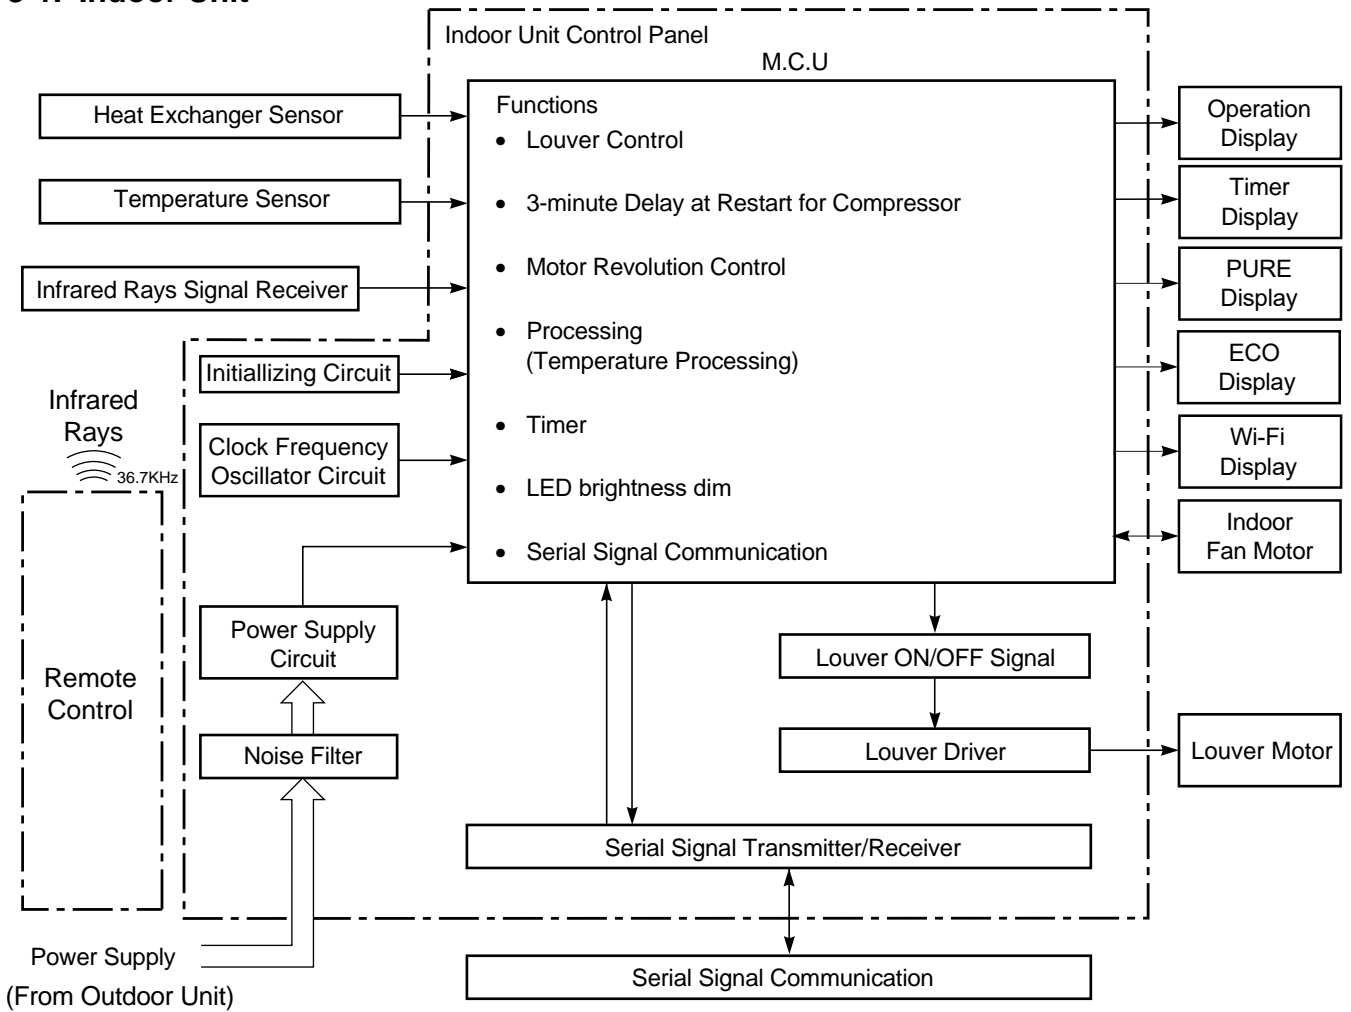 Indoor Unit
Indoor Unit Control Panel
M.C.U
Heat Exchanger Sensor
Temperature Sensor
Infrared Rays Signal Receiver
Initiallizing Circuit
Clock Frequency
Oscillator Circuit
Infrared
Rays
36.7KHz
Remote
Control
Power Supply
Circuit
Noise Filter
Power Supply
(From Outdoor Unit)
Functions
• Louver Control
• 3-minute Delay at Restart for Compressor
• Motor Revolution Control
• Processing
(Temperature Processing)
• Timer
• LED brightness dim
• Serial Signal Communication
Louver ON/OFF Signal
Louver Driver
Serial Signal Transmitter/Receiver
Serial Signal Communication
Operation
Display
Timer
Display
PURE
Display
ECO
Display
Wi-Fi
Display
Indoor
Fan Motor
Louver Motor